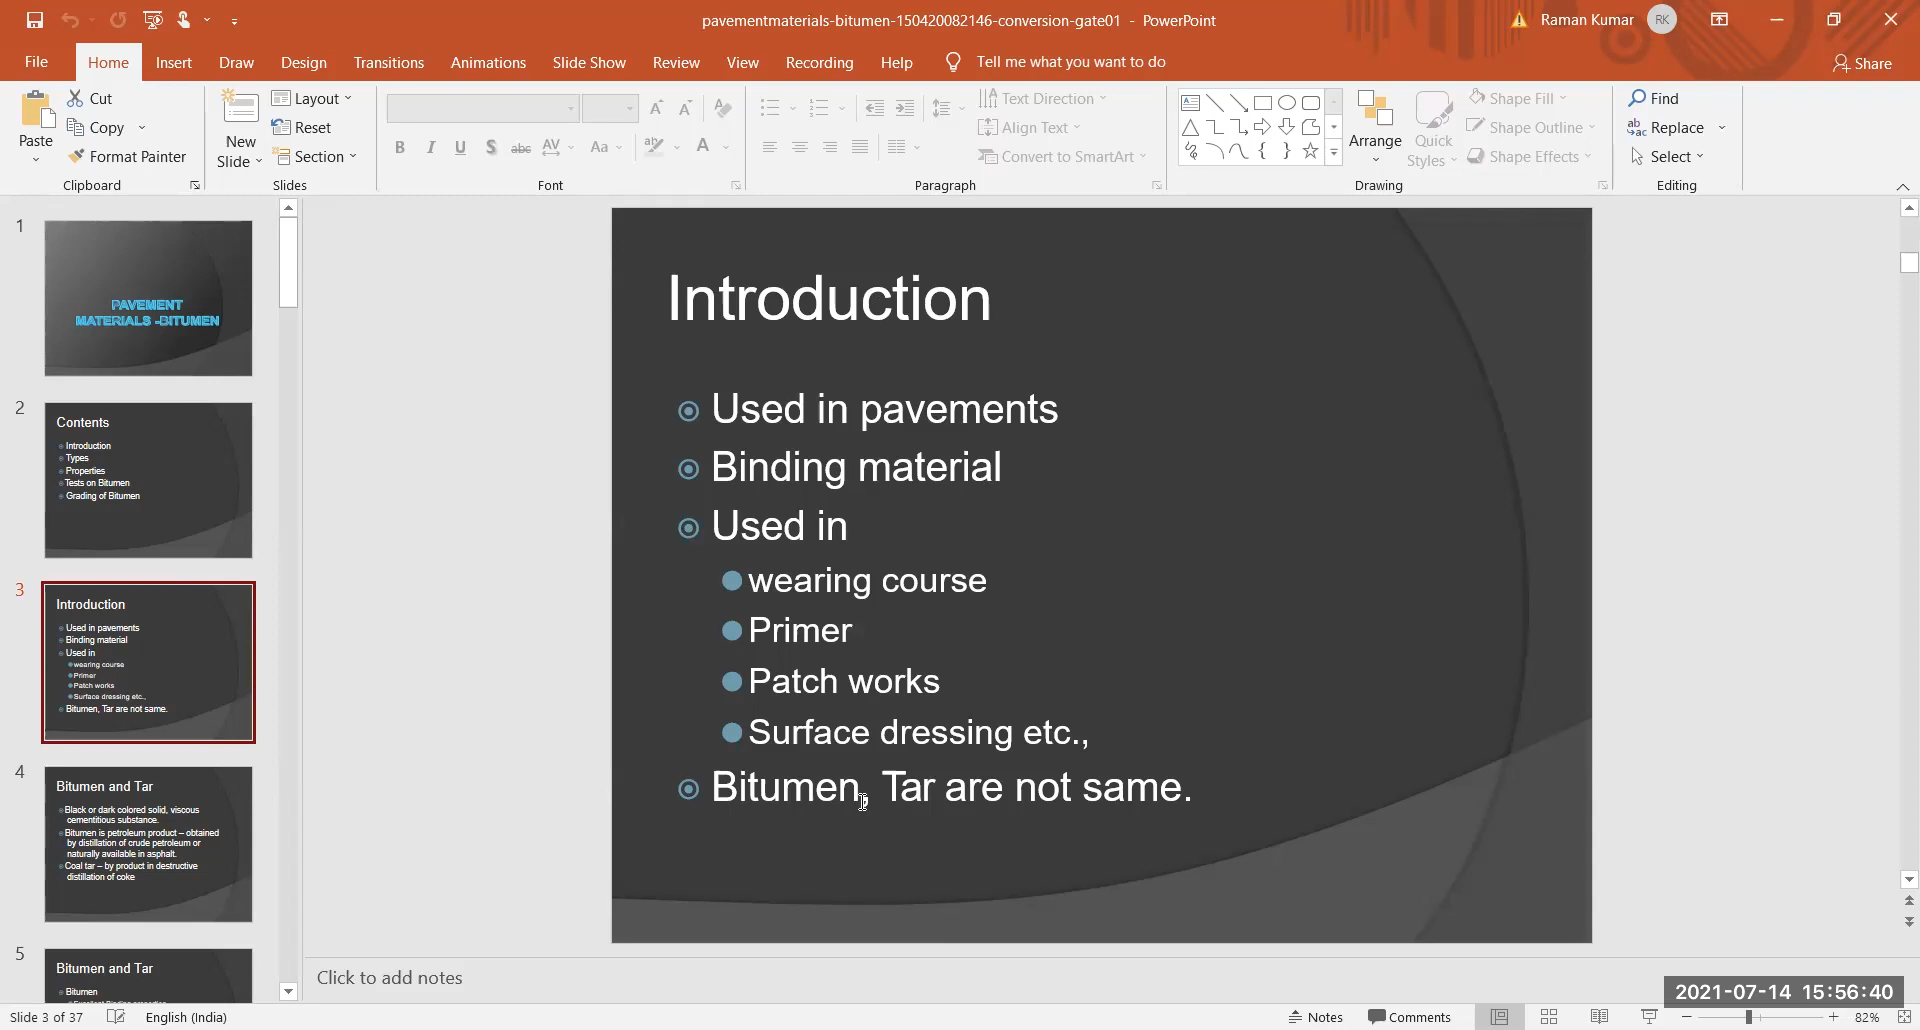 pavementmaterials-bitumen-150420082146-conversion-gate01 - PowerPoint
Raman Kumar
RK
File
Home
Insert
Draw
Design
Transitions
Animations
Slide Show
Review
View
Recording
Help
Tell me what you want to do
Share
Paste
Cut
Copy
Format Painter
Clipboard
New
Slide
Layout
Reset
Section
Slides
B I U S abc AV Aa A
Font
Text Direction
Align Text
Convert to SmartArt
Paragraph
Arrange
Quick
Styles
Shape Fill
Shape Outline
Shape Effects
Drawing
Find
Replace
Select
Editing
1
PAVEMENT
MATERIALS -BITUMEN
2
Contents
Introduction
Types
Properties
Tests on Bitumen
Grading of Bitumen
3
Introduction
Used in pavements
Binding material
Used in
wearing course
Primer
Patch works
Surface dressing etc.,
Bitumen, Tar are not same.
4
Bitumen and Tar
Black or dark colored solid, viscous
cementitious substance.
Bitumen is petroleum product – obtained
by distillation of crude petroleum or
naturally available in asphalt.
Coal tar – by product in destructive
distillation of coke
5
Bitumen and Tar
Bitumen
Introduction
Used in pavements
Binding material
Used in
wearing course
Primer
Patch works
Surface dressing etc.,
Bitumen, Tar are not same.
Click to add notes
2021-07-14 15:56:40
Slide 3 of 37
English (India)
Notes
Comments
82%